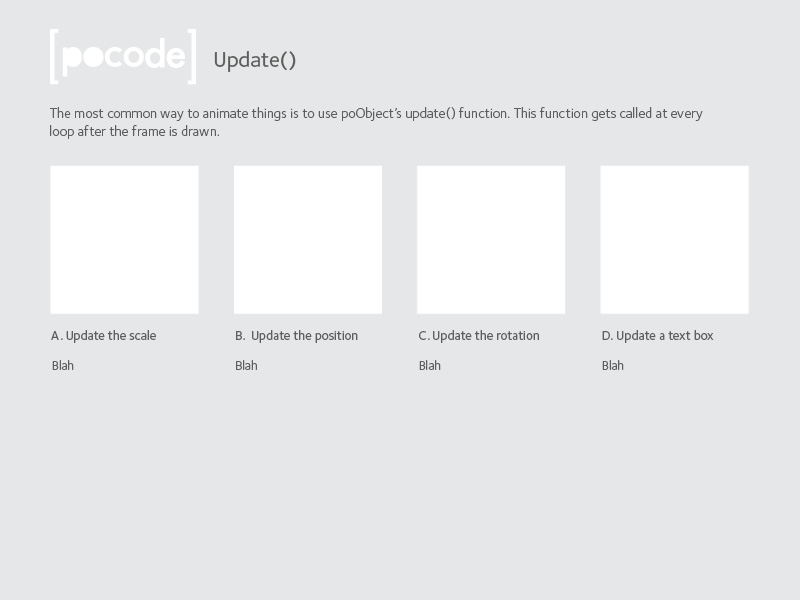 [pocode] Update()
The most common way to animate things is to use poObject's update() function. This function gets called at every
loop after the frame is drawn.
A. Update the scale
B. Update the position
C. Update the rotation
D. Update a text box
Blah
Blah
Blah
Blah